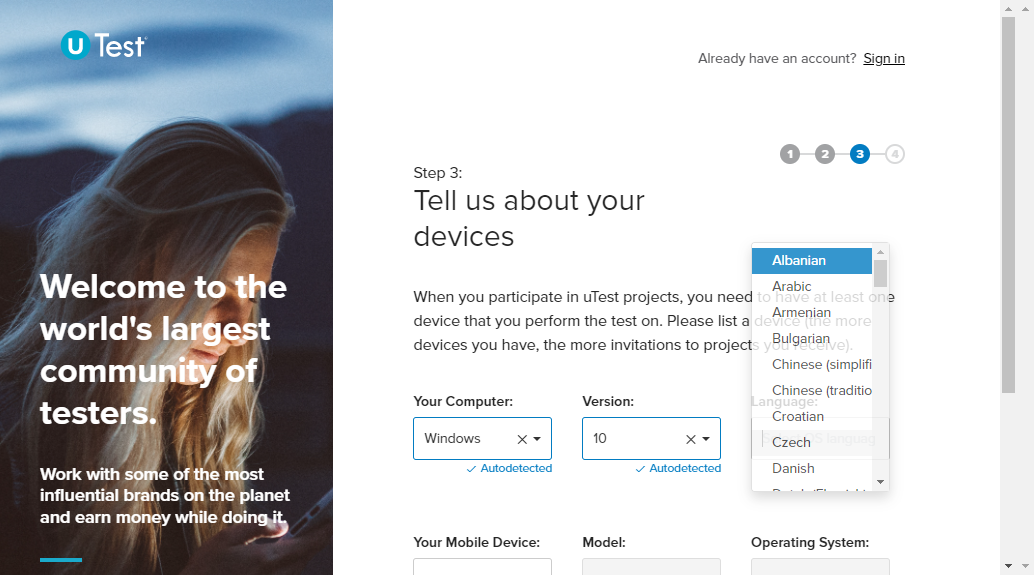 U Test
Already have an account? Sign in
1 2 3 4
Step 3:
Tell us about your
devices
Welcome to the
world's largest
community of
testers.
Work with some of the most
influential brands on the planet
and earn money while doing it.
When you participate in uTest projects, you need to have at least one
device that you perform the test on. Please list a device (the more
devices you have, the more invitations to projects you receive).
Your Computer:
Version:
Language:
Windows
10
Autodetected
Autodetected
Albanian
Arabic
Armenian
Bulgarian
Chinese (simplifi
Chinese (traditio
Croatian
Czech
Danish
Your Mobile Device:
Model:
Operating System: